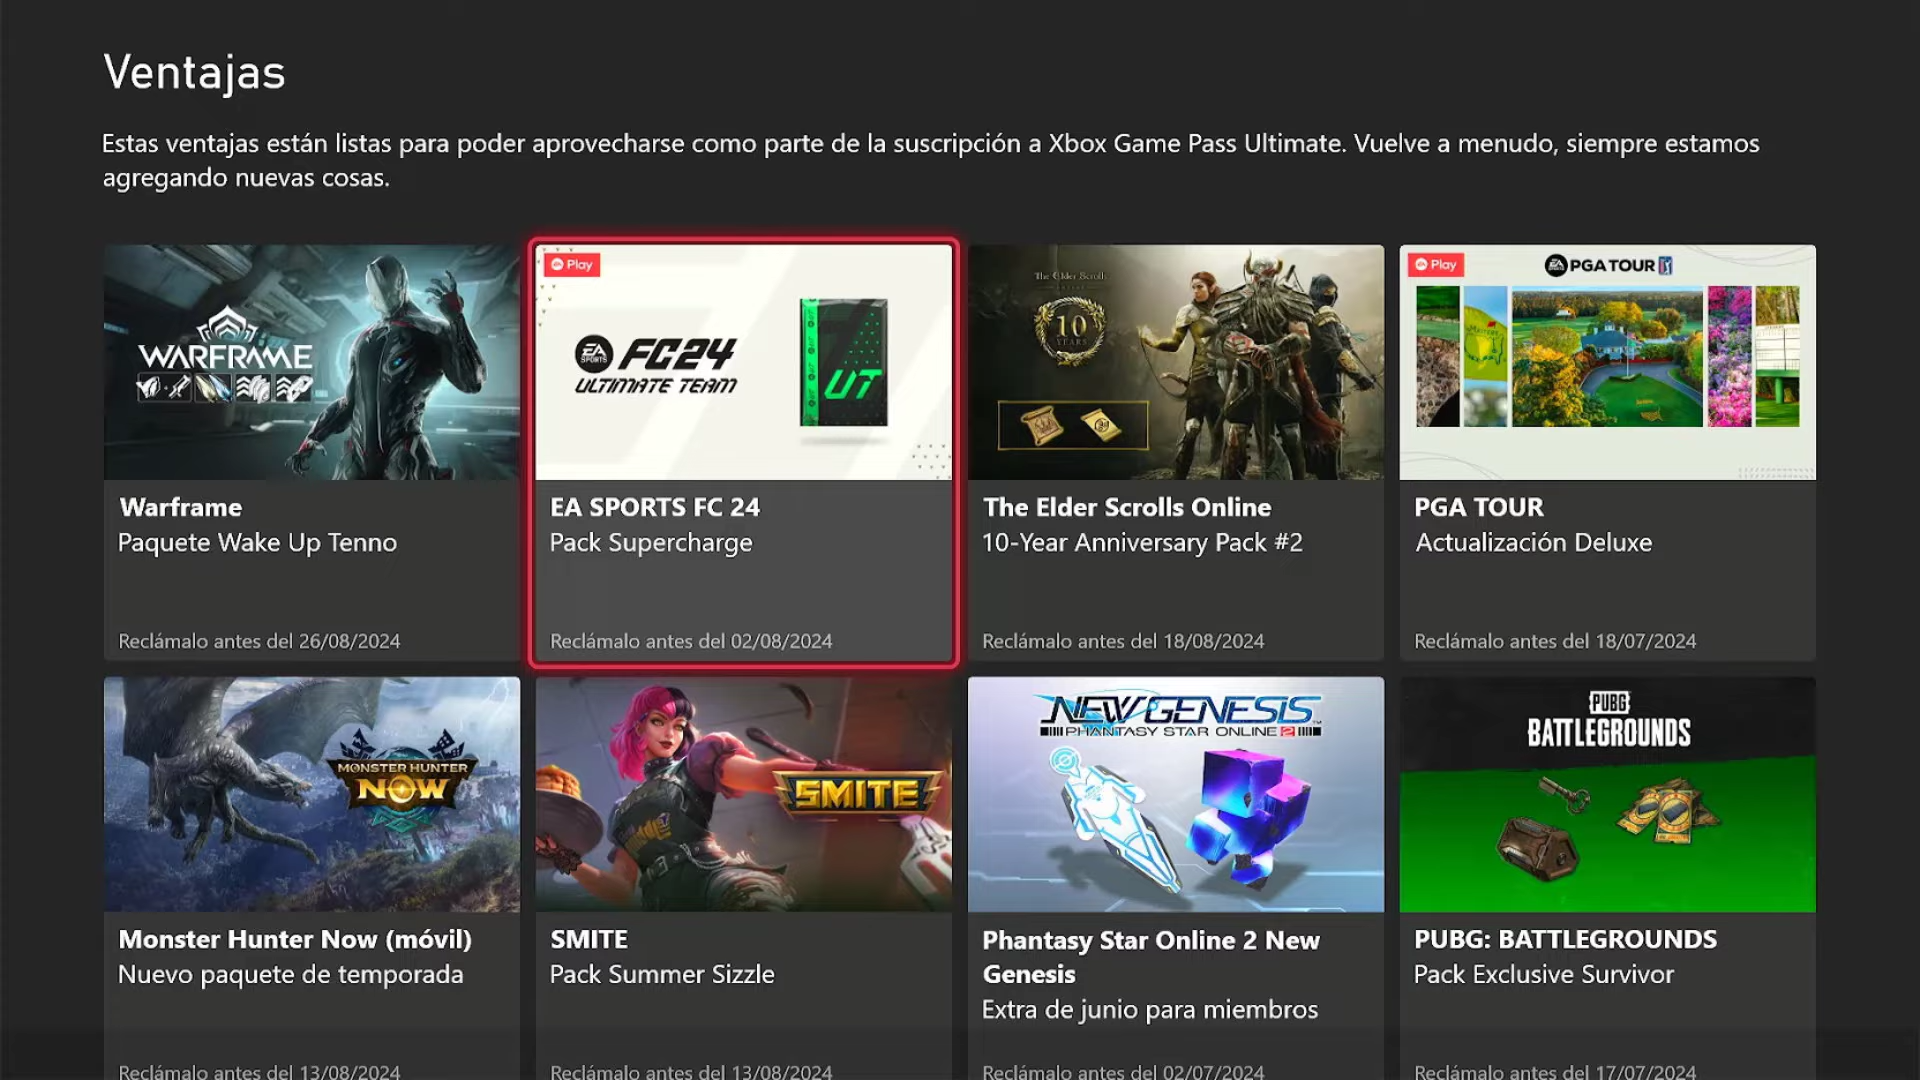 Ventajas
Estas ventajas están listas para poder aprovecharse como parte de la suscripción a Xbox Game Pass Ultimate. Vuelve a menudo, siempre estamos
agregando nuevas cosas.
WARFRAME
Warframe
Paquete Wake Up Tenno
Reclámalo antes del 26/08/2024
EA Play
EA SPORTS FC24
ULTIMATE TEAM
UT
EA SPORTS FC 24
Pack Supercharge
Reclámalo antes del 02/08/2024
The Elder Scrolls
10
YEARS
The Elder Scrolls Online
10-Year Anniversary Pack #2
Reclámalo antes del 18/08/2024
EA Play
EA SPORTS PGA TOUR
PGA TOUR
Actualización Deluxe
Reclámalo antes del 18/07/2024
MONSTER HUNTER
NOW
Monster Hunter Now (móvil)
Nuevo paquete de temporada
Reclámalo antes del 13/08/2024
SMITE
SMITE
Pack Summer Sizzle
Reclámalo antes del 13/08/2024
NEW GENESIS
PHANTASY STAR ONLINE 2
Phantasy Star Online 2 New
Genesis
Extra de junio para miembros
Reclámalo antes del 02/07/2024
PUBG
BATTLEGROUNDS
PUBG: BATTLEGROUNDS
Pack Exclusive Survivor
Reclámalo antes del 17/07/2024